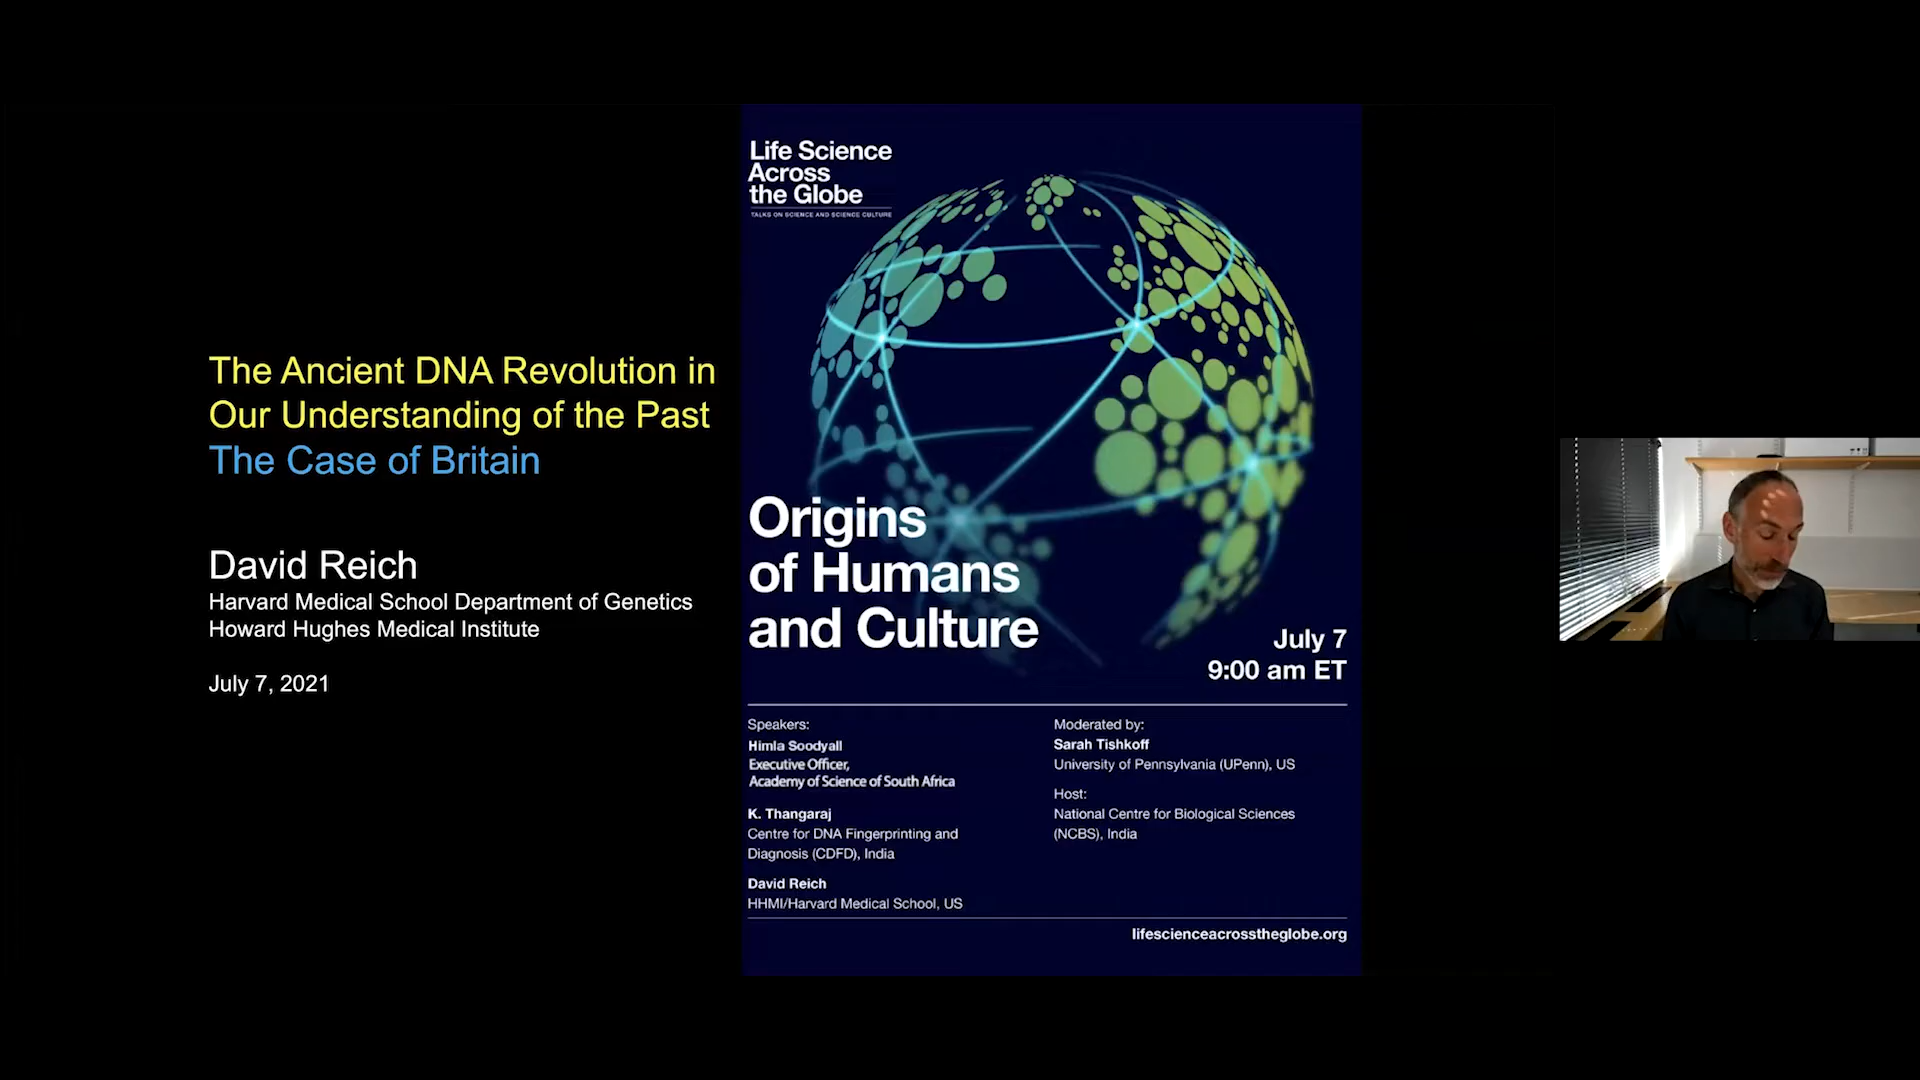 The Ancient DNA Revolution in
Our Understanding of the Past
The Case of Britain
David Reich
Harvard Medical School Department of Genetics
Howard Hughes Medical Institute
July 7, 2021
Life Science
Across
the Globe
TALKS ON SCIENCE AND SCIENCE CULTURE
Origins
of Humans
and Culture
July 7
9:00 am ET
Speakers:
Himla Soodyall
Executive Officer,
Academy of Science of South Africa
K. Thangaraj
Centre for DNA Fingerprinting and
Diagnosis (CDFD), India
David Reich
HHMI/Harvard Medical School, US
Moderated by:
Sarah Tishkoff
University of Pennsylvania (UPenn), US
Host:
National Centre for Biological Sciences
(NCBS), India
lifescienceacrosstheglobe.org